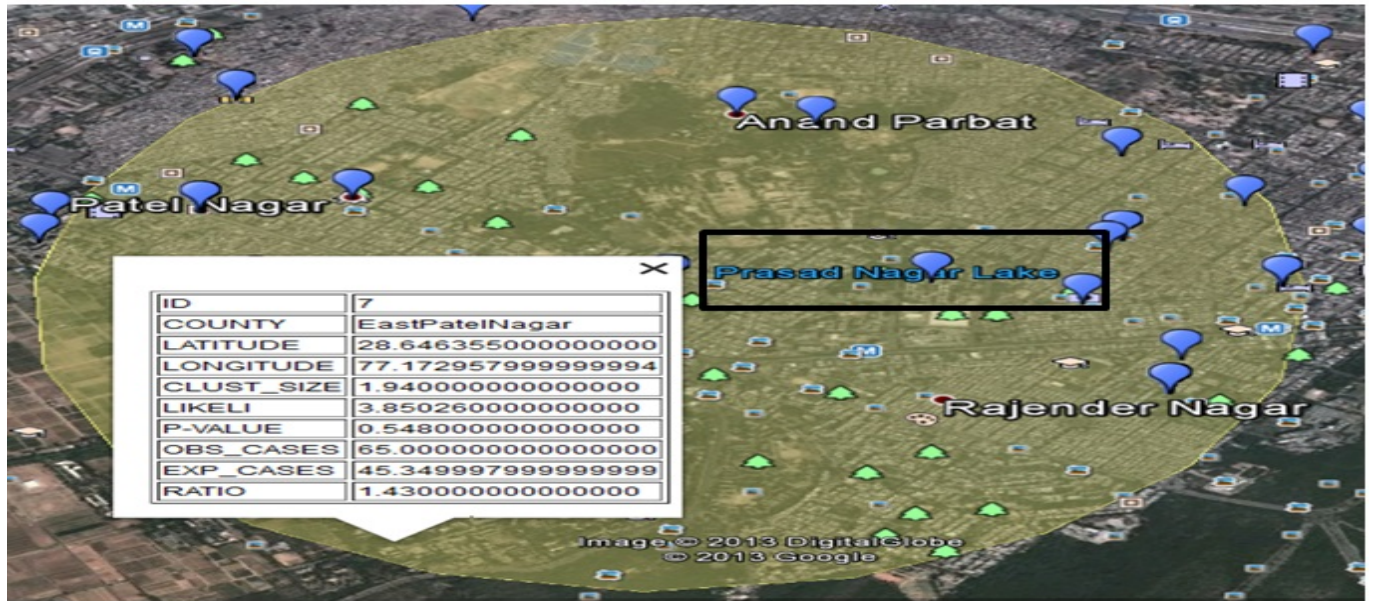 M
Anand Parbat
M
Patel Nagar
Prasad Nagar Lake
ID 7
COUNTY EastPatelNagar
LATITUDE 28.646355000000000
LONGITUDE 77.172957999999994
CLUST_SIZE 1.940000000000000
LIKELI 3.850260000000000
P-VALUE 0.548000000000000
OBS_CASES 65.000000000000000
EXP_CASES 45.349997999999999
RATIO 1.430000000000000
M
M
Rajender Nagar
Image © 2013 DigitalGlobe
© 2013 Google